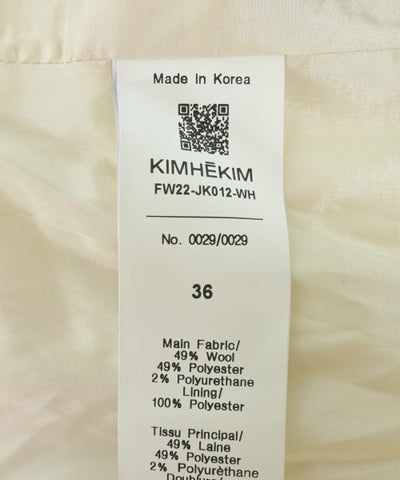 Made In Korea
KIMHĒKIM
FW22-JK012-WH
No. 0029/0029
36
Main Fabric/
49% Wool
49% Polyester
2% Polyurethane
Lining/
100% Polyester
Tissu Principal/
49% Laine
49% Polyester
2% Polyurèthane
Doublure/